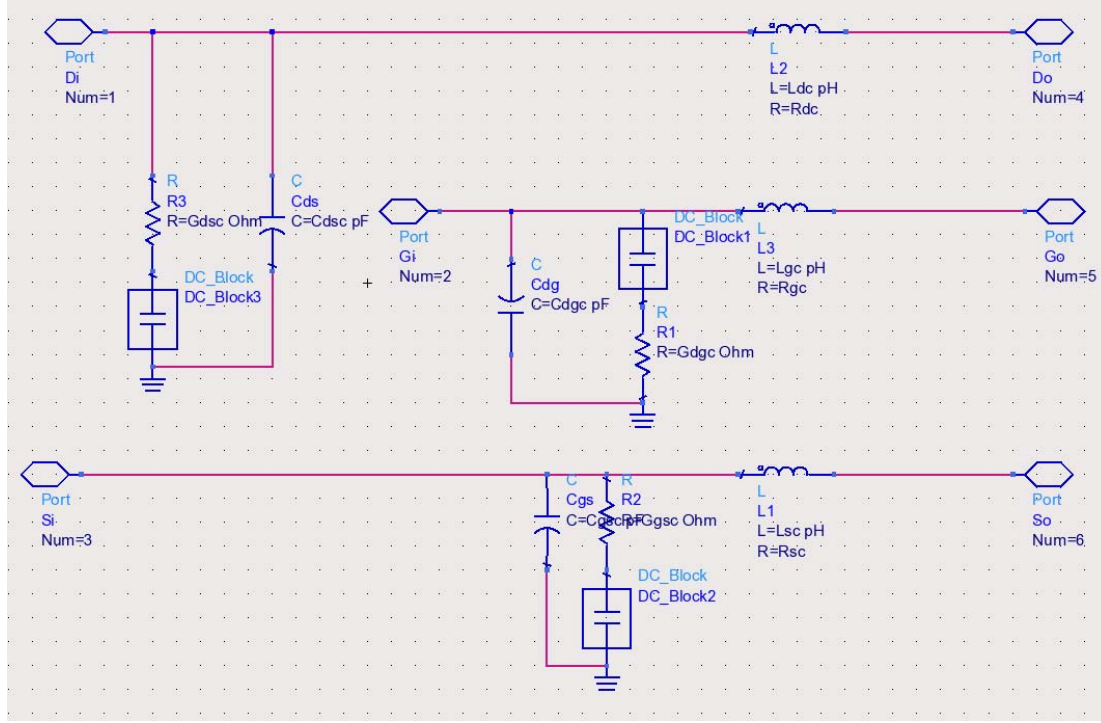 Port
Di
Num=1
L
L2
L=Ldc pH
R=Rdc
Port
Do
Num=4
R
R3
R=Gdsc Ohm
C
Cds
C=Cdsc pF
DC_Block
DC_Block3
Port
Gi
Num=2
C
Cdg
C=Cdgc pF
DC_Block
DC_Block1
R
R1
R=Gdgc Ohm
L
L3
L=Lgc pH
R=Rgc
Port
Go
Num=5
Port
Si
Num=3
C
Cgs
C=Cgsc pF
R
R2
R=Ggsc Ohm
DC_Block
DC_Block2
L
L1
L=Lsc pH
R=Rsc
Port
So
Num=6